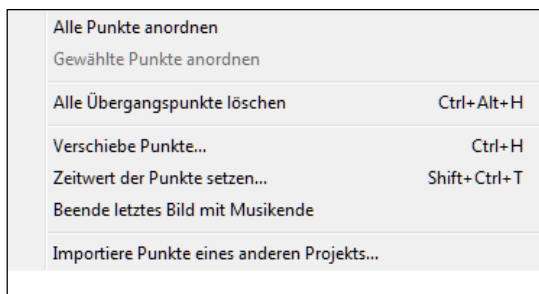 Alle Punkte anordnen
Gewählte Punkte anordnen
Alle Übergangspunkte löschen Ctrl+Alt+H
Verschiebe Punkte... Ctrl+H
Zeitwert der Punkte setzen... Shift+Ctrl+T
Beende letztes Bild mit Musikende
Importiere Punkte eines anderen Projekts...